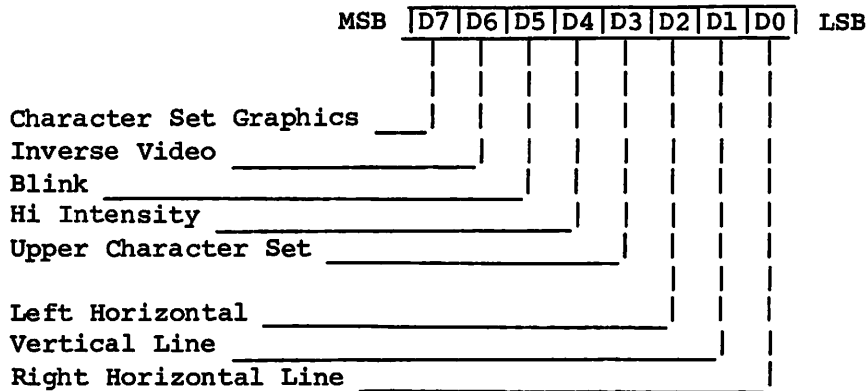 MSB |D7|D6|D5|D4|D3|D2|D1|D0| LSB
Character Set Graphics
Inverse Video
Blink
Hi Intensity
Upper Character Set
Left Horizontal
Vertical Line
Right Horizontal Line